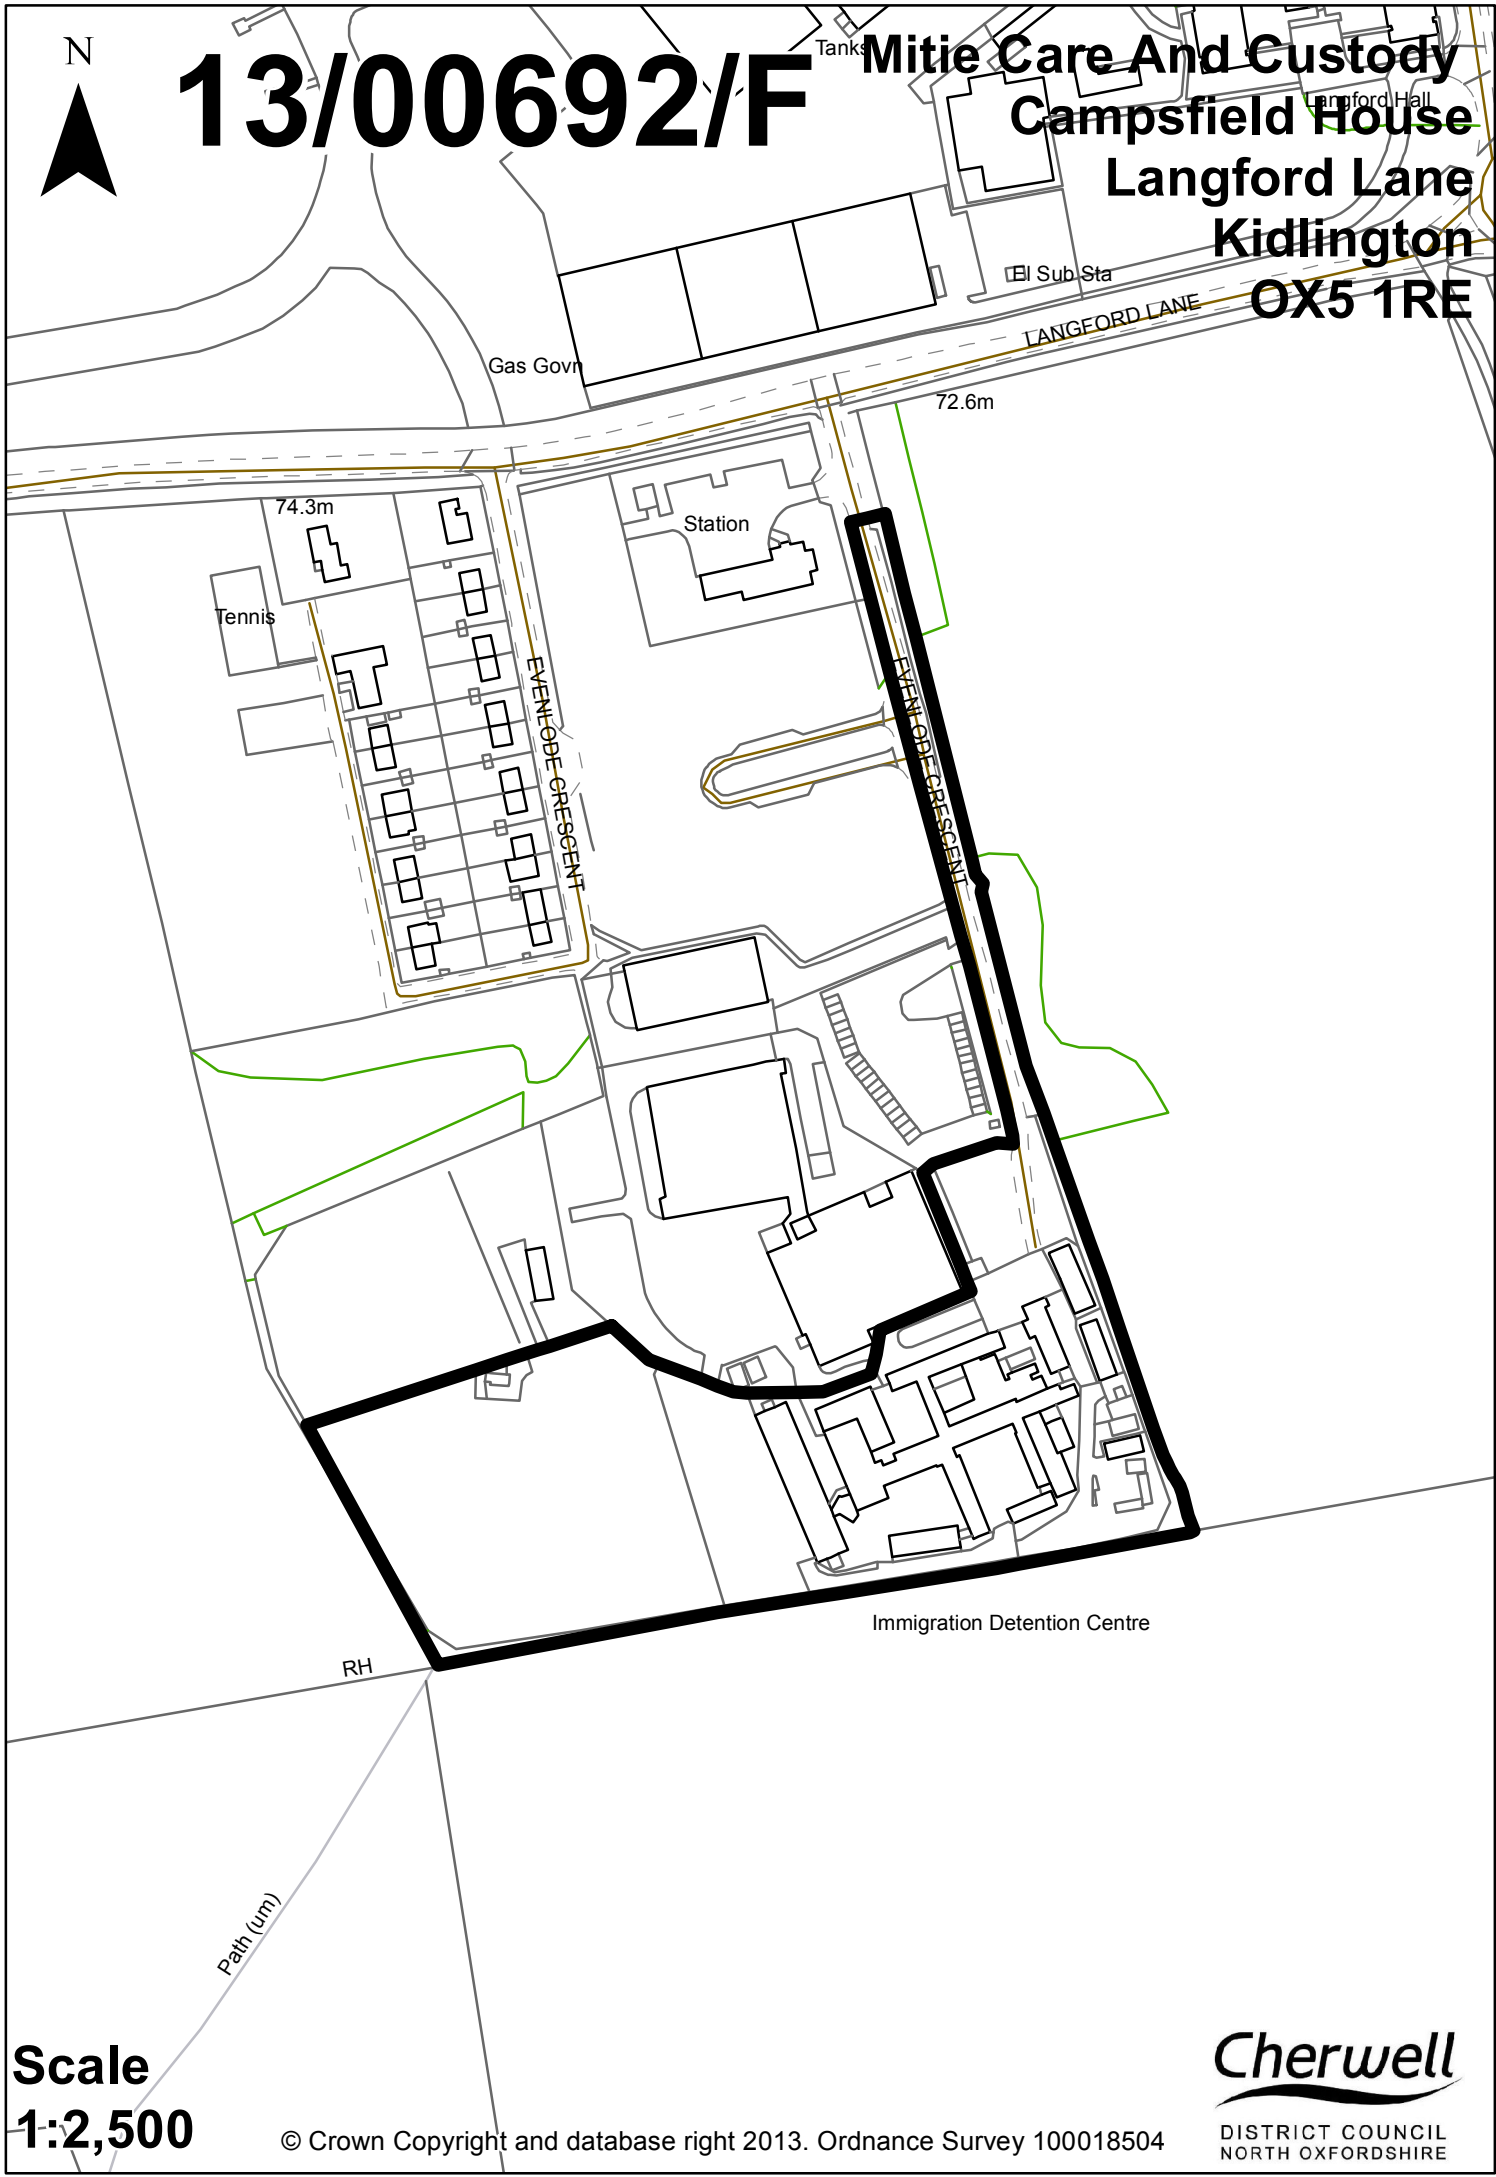 N
13/00692/F
Mitie Care And Custody
Campsfield House
Langford Lane
Kidlington
OX5 1RE
Tanks
Langford Hall
El Sub Sta
LANGFORD LANE
Gas Govn
72.6m
74.3m
Station
Tennis
EVENLODE CRESCENT
EVENLODE CRESCENT
Immigration Detention Centre
RH
Path (um)
Scale
1:2,500
© Crown Copyright and database right 2013. Ordnance Survey 100018504
Cherwell
DISTRICT COUNCIL
NORTH OXFORDSHIRE